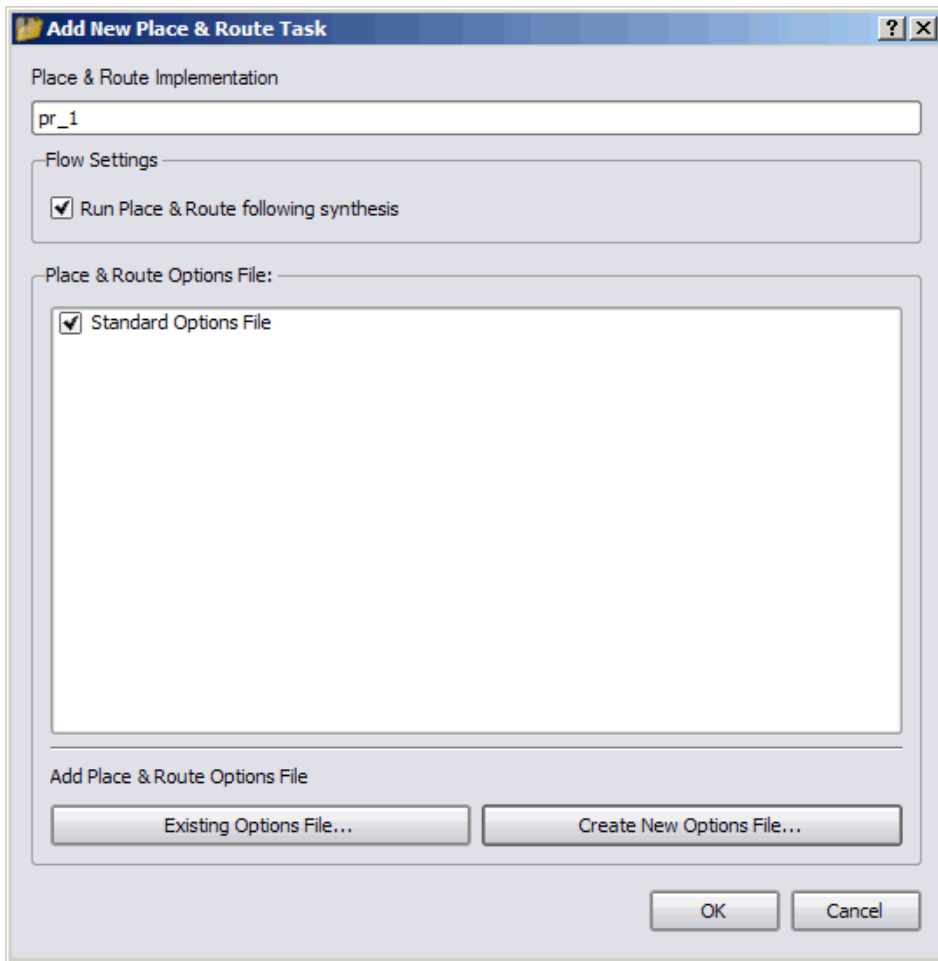 Add New Place & Route Task
Place & Route Implementation
pr_1
Flow Settings
Run Place & Route following synthesis
Place & Route Options File:
Standard Options File
Add Place & Route Options File
Existing Options File...
Create New Options File...
OK
Cancel